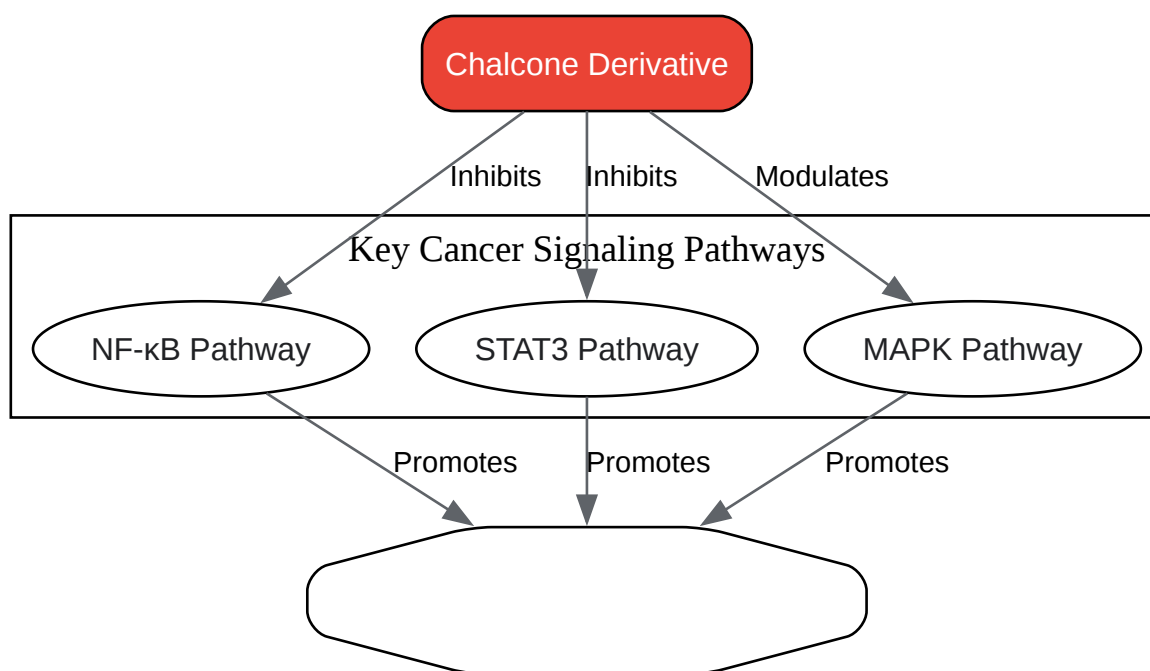 Chalcone Derivative
Inhibits Inhibits Modulates
Key Cancer Signaling Pathways
NF-κB Pathway STAT3 Pathway MAPK Pathway
Promotes Promotes Promotes